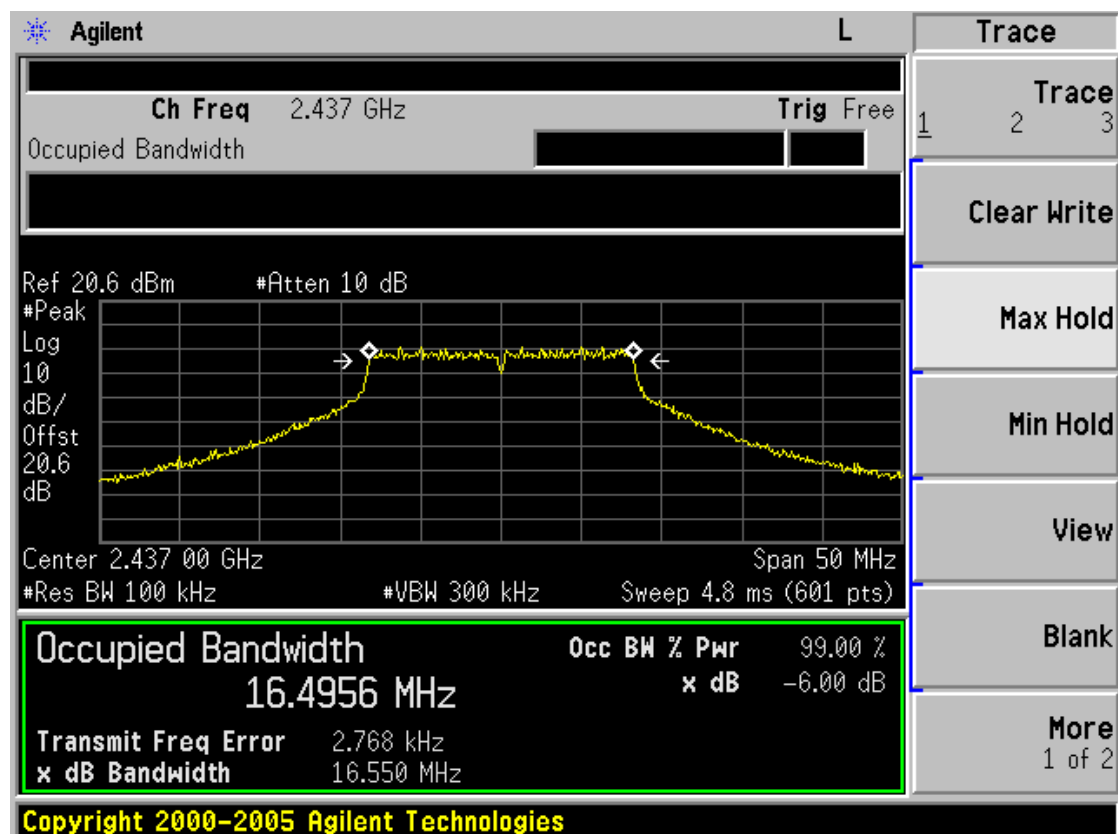 Agilent L
Ch Freq 2.437 GHz Trig Free
Occupied Bandwidth
Ref 20.6 dBm #Atten 10 dB
#Peak
Log
10
dB/
Offst
20.6
dB
Center 2.437 00 GHz Span 50 MHz
#Res BW 100 kHz #VBW 300 kHz Sweep 4.8 ms (601 pts)
Occupied Bandwidth Occ BW % Pwr 99.00 %
16.4956 MHz x dB -6.00 dB
Transmit Freq Error 2.768 kHz
x dB Bandwidth 16.550 MHz
Copyright 2000-2005 Agilent Technologies
Trace
Trace
1 2 3
Clear Write
Max Hold
Min Hold
View
Blank
More
1 of 2